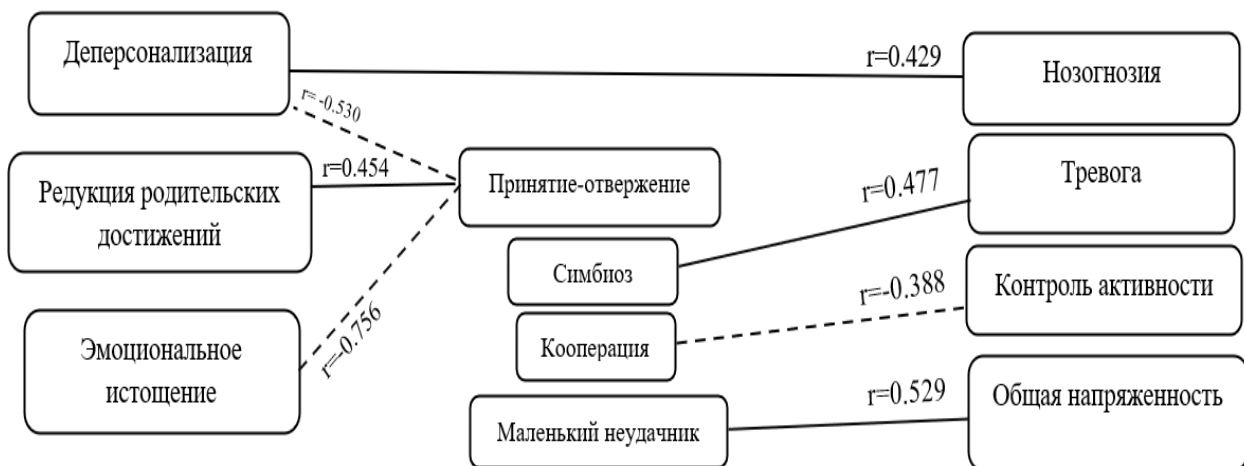 Деперсонализация
r=0.429
Нозогнозия
r= -0.530
Редукция родительских
достижений
r=0.454
Принятие-отвержение
r=0.477
Тревога
Симбиоз
r=-0.388
Контроль активности
Эмоциональное
истощение
r=-0.756
Кооперация
r=0.529
Общая напряженность
Маленький неудачник